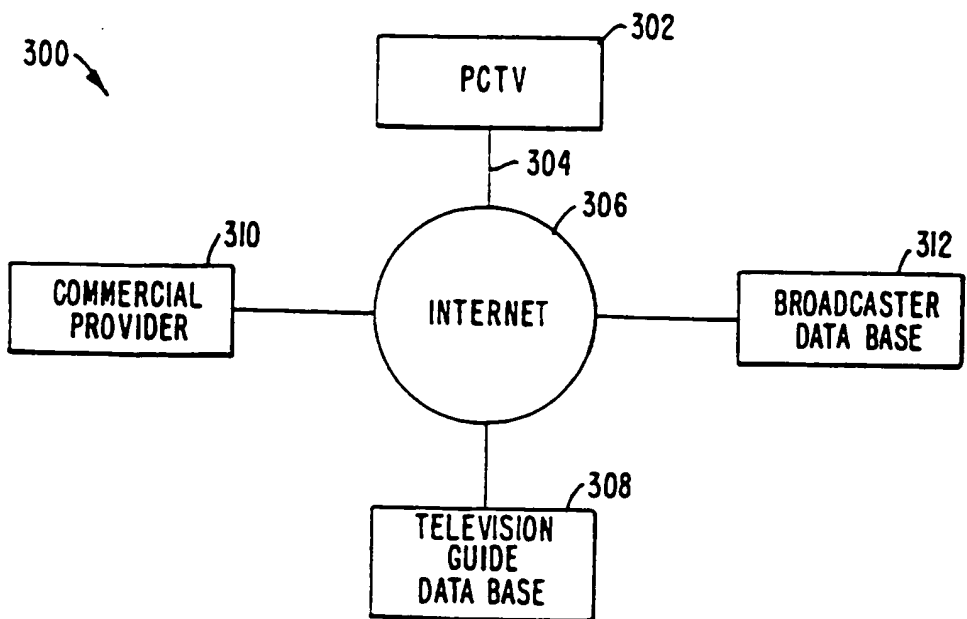 300
302
PCTV
304
306
310
COMMERCIAL
PROVIDER
INTERNET
312
BROADCASTER
DATA BASE
308
TELEVISION
GUIDE
DATA BASE